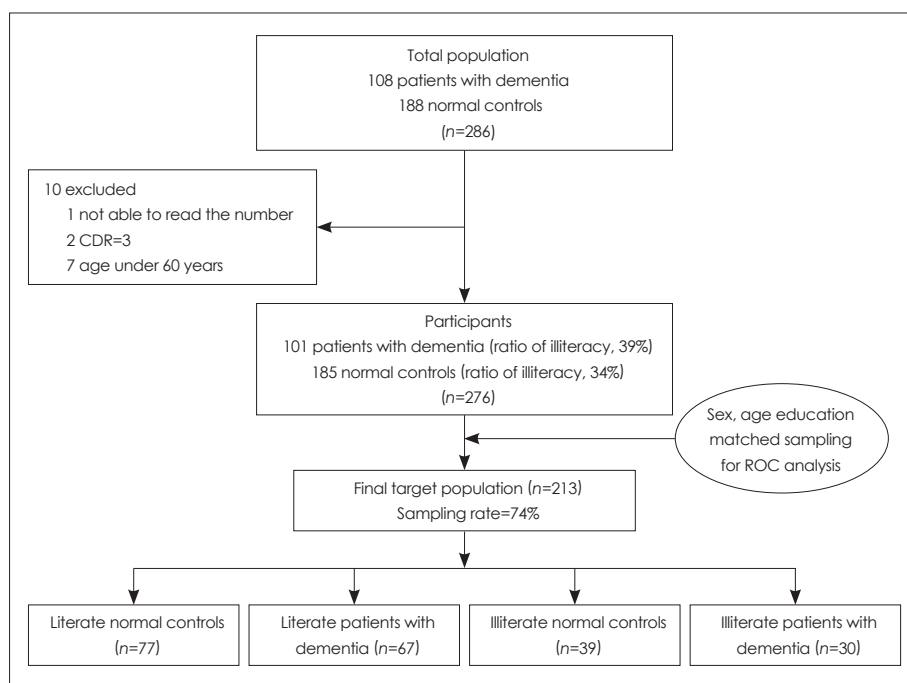 Total population
108 patients with dementia
188 normal controls
(n=286)
10 excluded
1 not able to read the number
2 CDR=3
7 age under 60 years
Participants
101 patients with dementia (ratio of illiteracy, 39%)
185 normal controls (ratio of illiteracy, 34%)
(n=276)
Sex, age education
matched sampling
for ROC analysis
Final target population (n=213)
Sampling rate=74%
Literate normal controls
(n=77)
Literate patients with
dementia (n=67)
Illiterate normal controls
(n=39)
Illiterate patients with
dementia (n=30)